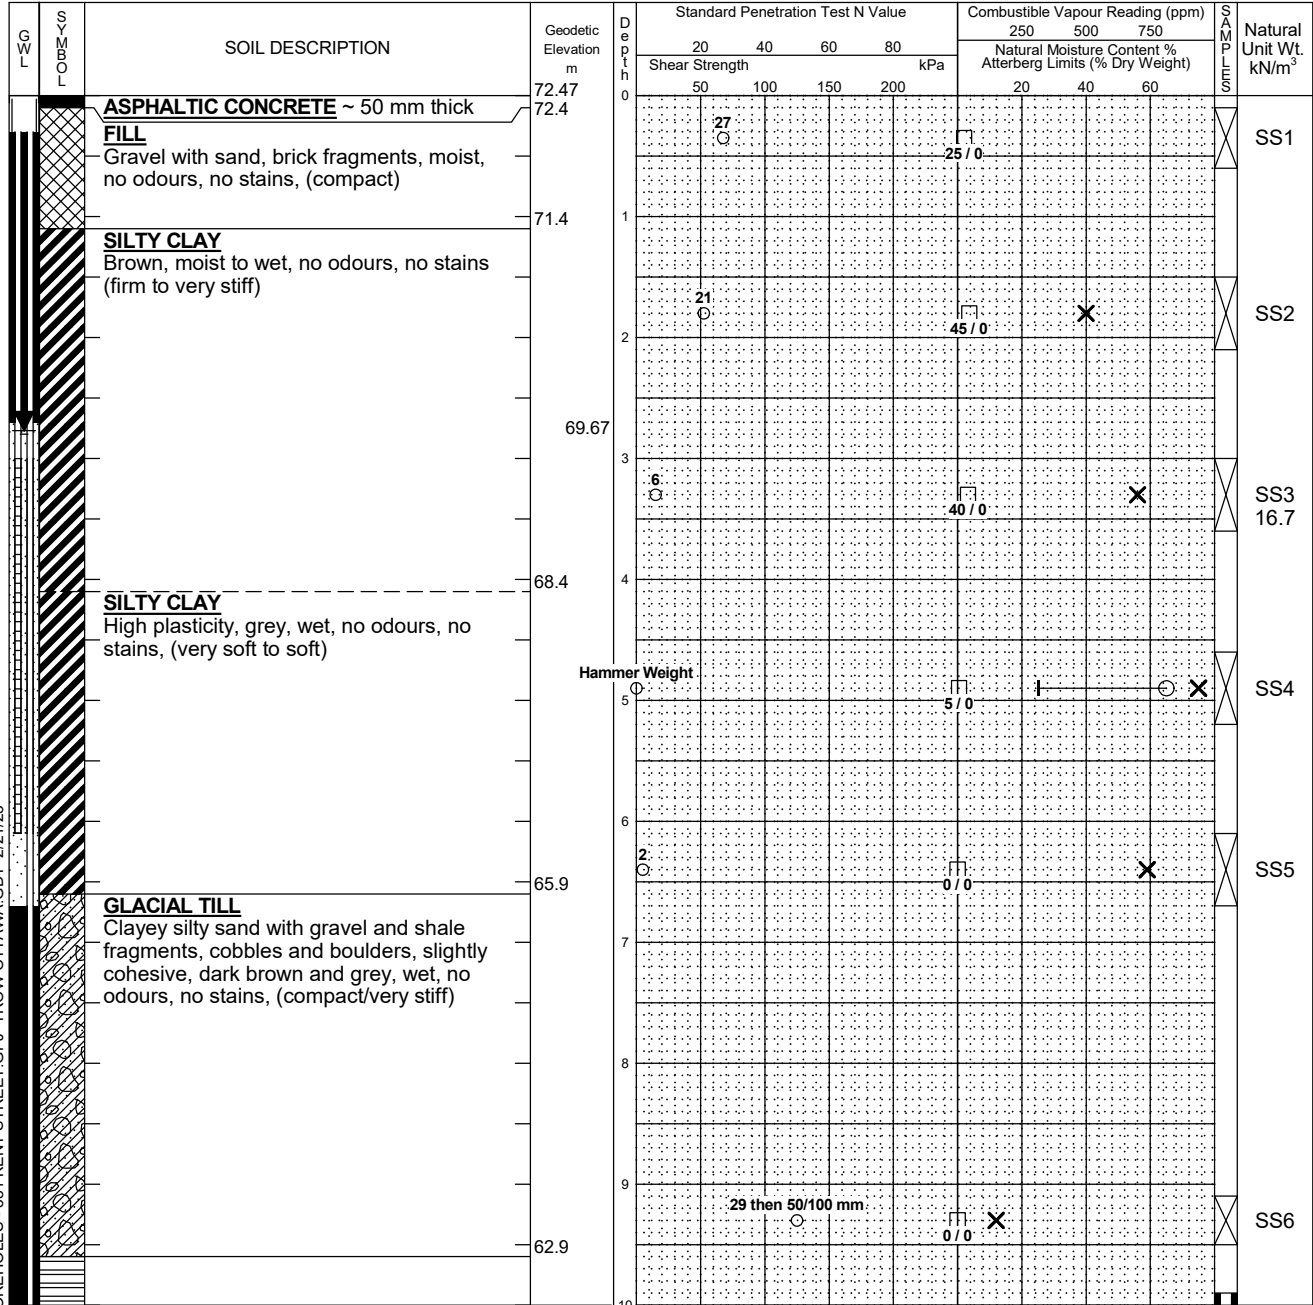 GWL
SYMBOL
SOIL DESCRIPTION
Geodetic
Elevation
m
Depth
Standard Penetration Test N Value
20 40 60 80
Shear Strength kPa
50 100 150 200
Combustible Vapour Reading (ppm)
250 500 750
Natural Moisture Content %
Atterberg Limits (% Dry Weight)
20 40 60
SAMPLES
Natural
Unit Wt.
kN/m³
72.47
0
ASPHALTIC CONCRETE ~ 50 mm thick
72.4
FILL
Gravel with sand, brick fragments, moist,
no odours, no stains, (compact)
27
25 / 0
SS1
71.4
1
SILTY CLAY
Brown, moist to wet, no odours, no stains
(firm to very stiff)
21
45 / 0
SS2
2
69.67
3
6
40 / 0
SS3
16.7
4
68.4
SILTY CLAY
High plasticity, grey, wet, no odours, no
stains, (very soft to soft)
Hammer Weight
5 / 0
SS4
5
6
2
0 / 0
SS5
65.9
GLACIAL TILL
Clayey silty sand with gravel and shale
fragments, cobbles and boulders, slightly
cohesive, dark brown and grey, wet, no
odours, no stains, (compact/very stiff)
7
8
9
29 then 50/100 mm
0 / 0
SS6
62.9
10